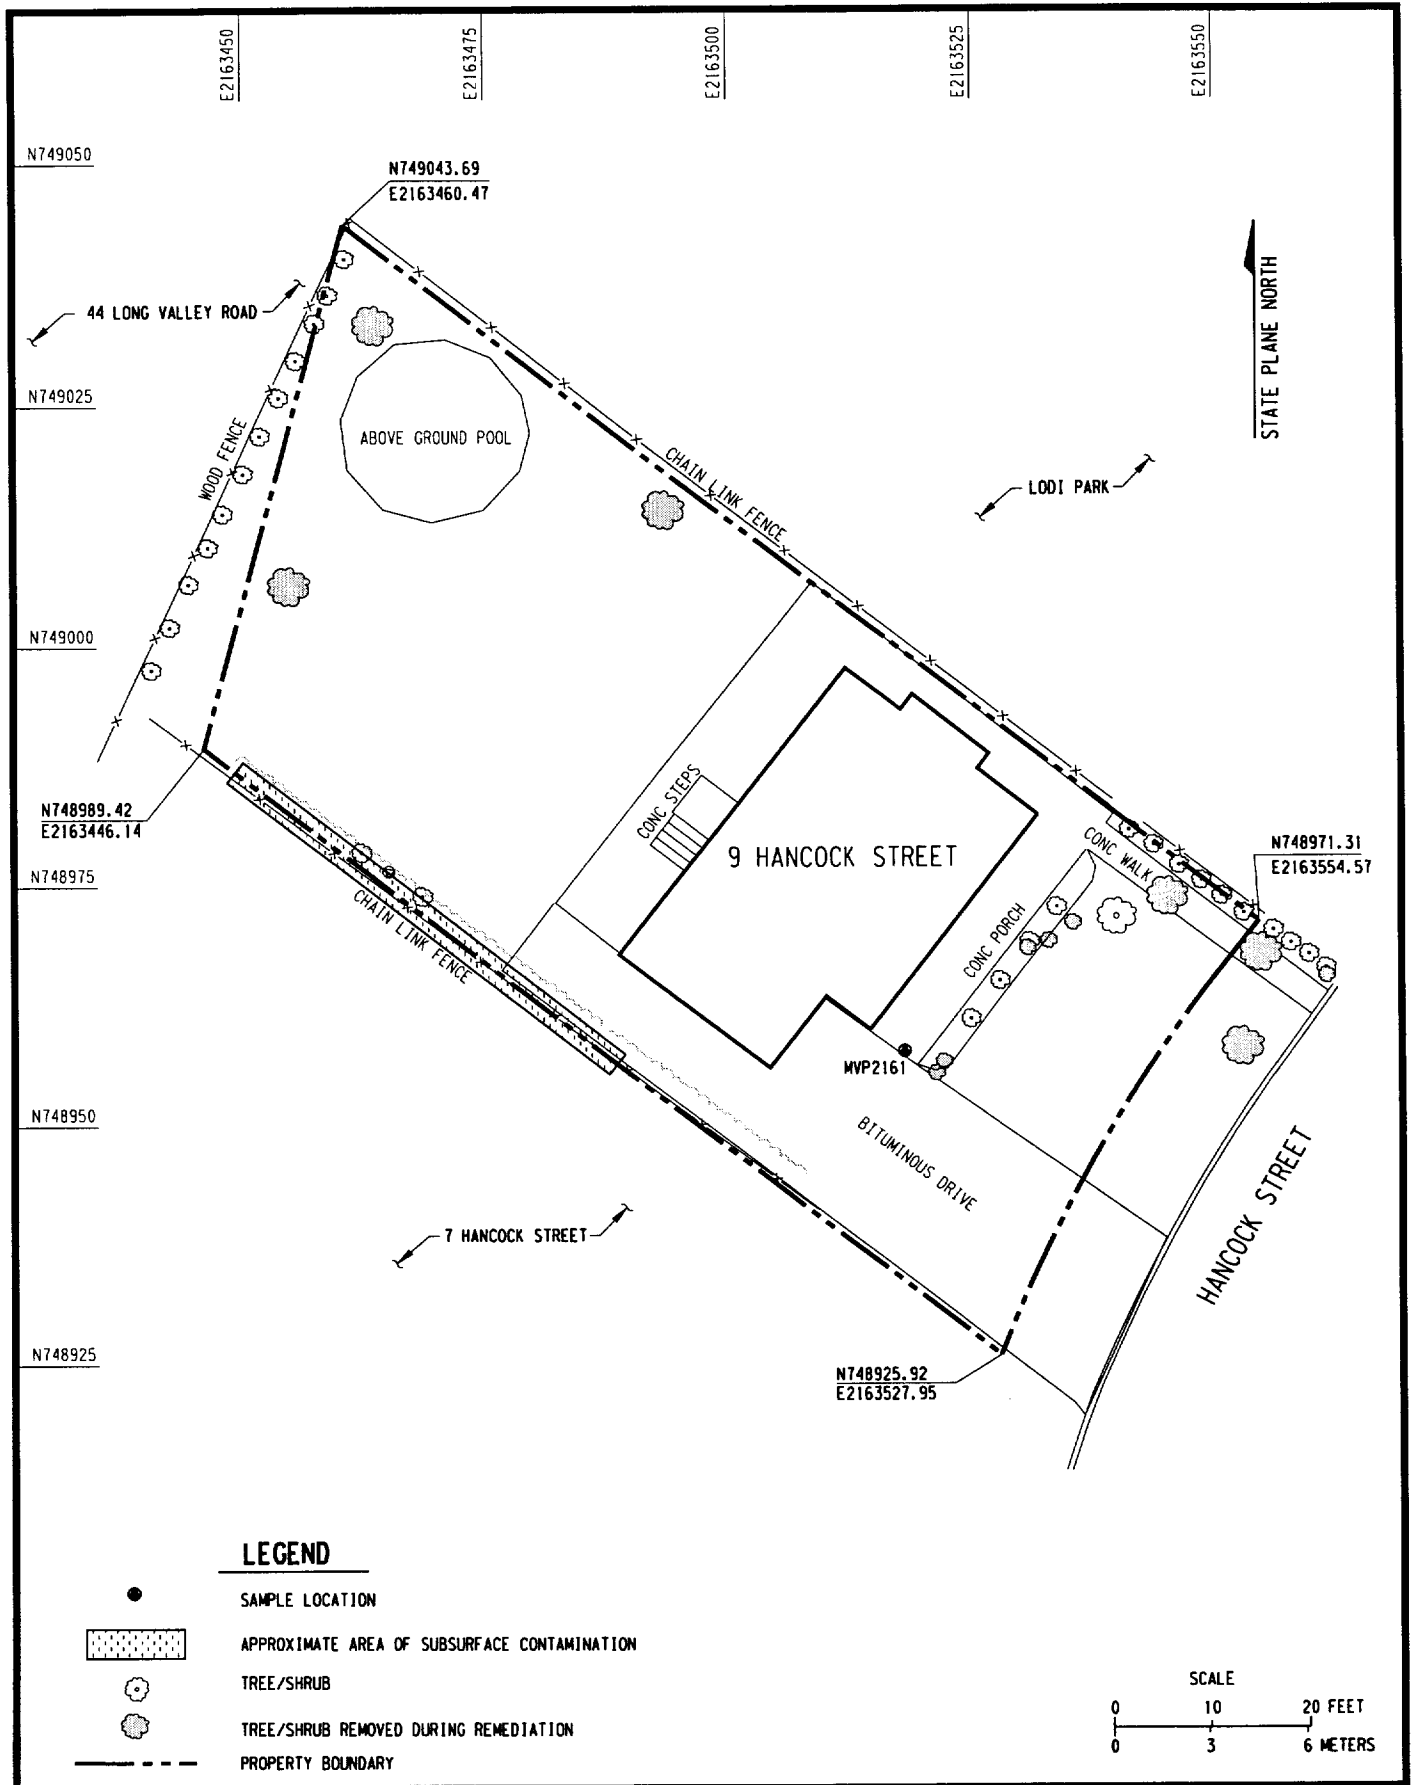 E2163450
E2163475
E2163500
E2163525
E2163550
N749050
N749043.69
E2163460.47
STATE PLANE NORTH
44 LONG VALLEY ROAD
N749025
ABOVE GROUND POOL
WOOD FENCE
CHAIN LINK FENCE
LODI PARK
N749000
CONC STEPS
N748989.42
E2163446.14
9 HANCOCK STREET
CONC WALK
N748971.31
E2163554.57
N748975
CHAIN LINK FENCE
CONC PORCH
MVP2161
N748950
BITUMINOUS DRIVE
HANCOCK STREET
7 HANCOCK STREET
N748925
N748925.92
E2163527.95
LEGEND
SAMPLE LOCATION
APPROXIMATE AREA OF SUBSURFACE CONTAMINATION
TREE/SHRUB
TREE/SHRUB REMOVED DURING REMEDIATION
PROPERTY BOUNDARY
SCALE
0 10 20 FEET
0 3 6 METERS